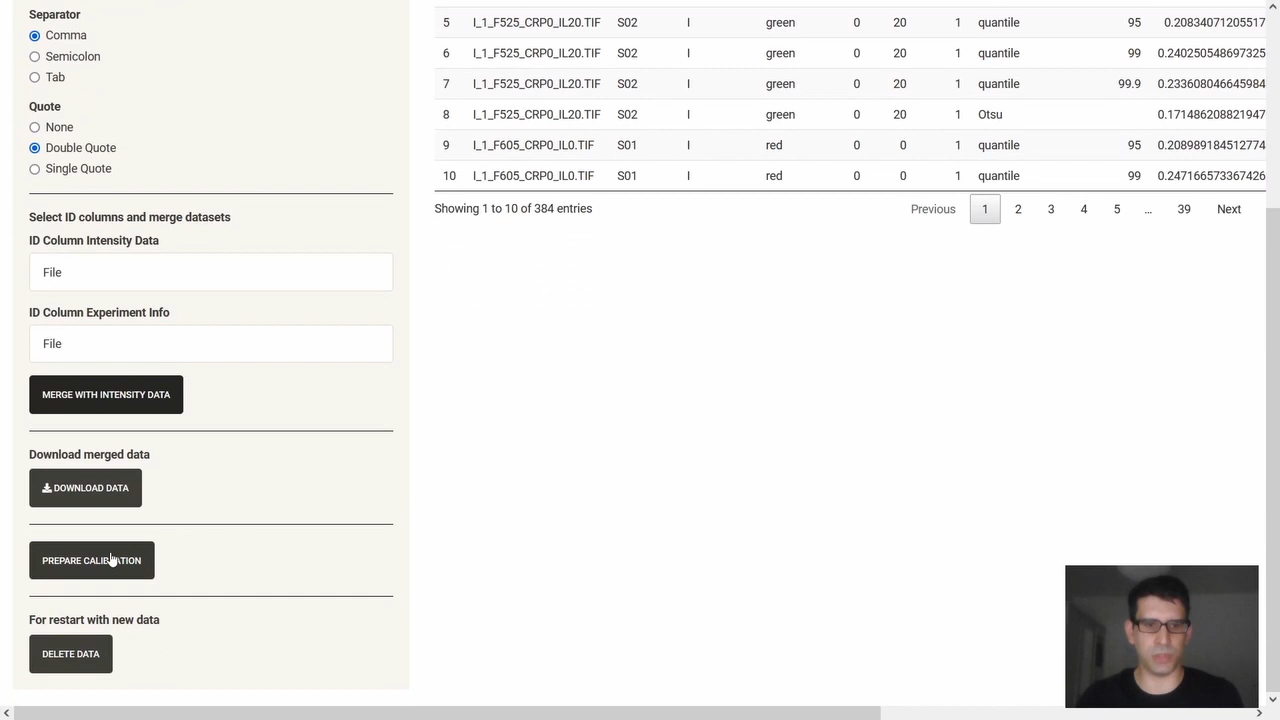 Separator
Comma
Semicolon
Tab
Quote
None
Double Quote
Single Quote
Select ID columns and merge datasets
ID Column Intensity Data
File
ID Column Experiment Info
File
MERGE WITH INTENSITY DATA
Download merged data
DOWNLOAD DATA
PREPARE CALIBRATION
For restart with new data
DELETE DATA
5 I_1_F525_CRP0_IL20.TIF S02 I green 0 20 1 quantile 95 0.20834071205517
6 I_1_F525_CRP0_IL20.TIF S02 I green 0 20 1 quantile 99 0.240250548697325
7 I_1_F525_CRP0_IL20.TIF S02 I green 0 20 1 quantile 99.9 0.233608046645984
8 I_1_F525_CRP0_IL20.TIF S02 I green 0 20 1 Otsu 0.171486208821947
9 I_1_F605_CRP0_IL0.TIF S01 I red 0 0 1 quantile 95 0.208989184512774
10 I_1_F605_CRP0_IL0.TIF S01 I red 0 0 1 quantile 99 0.247166573367426
Showing 1 to 10 of 384 entries Previous 1 2 3 4 5 … 39 Next